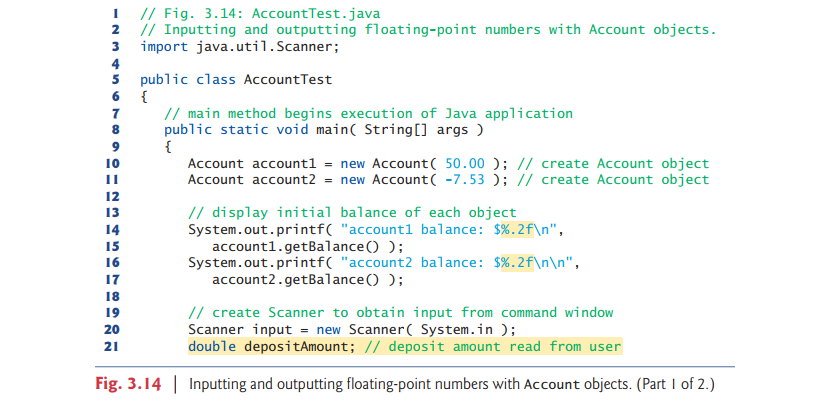 1 // Fig. 3.14: AccountTest.java
2 // Inputting and outputting floating-point numbers with Account objects.
3 import java.util.Scanner;
4
5 public class AccountTest
6 {
7 // main method begins execution of Java application
8 public static void main( String[] args )
9 {
10 Account account1 = new Account( 50.00 ); // create Account object
11 Account account2 = new Account( -7.53 ); // create Account object
12
13 // display initial balance of each object
14 System.out.printf( "account1 balance: $%.2f\n",
15 account1.getBalance() );
16 System.out.printf( "account2 balance: $%.2f\n\n",
17 account2.getBalance() );
18
19 // create Scanner to obtain input from command window
20 Scanner input = new Scanner( System.in );
21 double depositAmount; // deposit amount read from user
Fig. 3.14 | Inputting and outputting floating-point numbers with Account objects. (Part 1 of 2.)